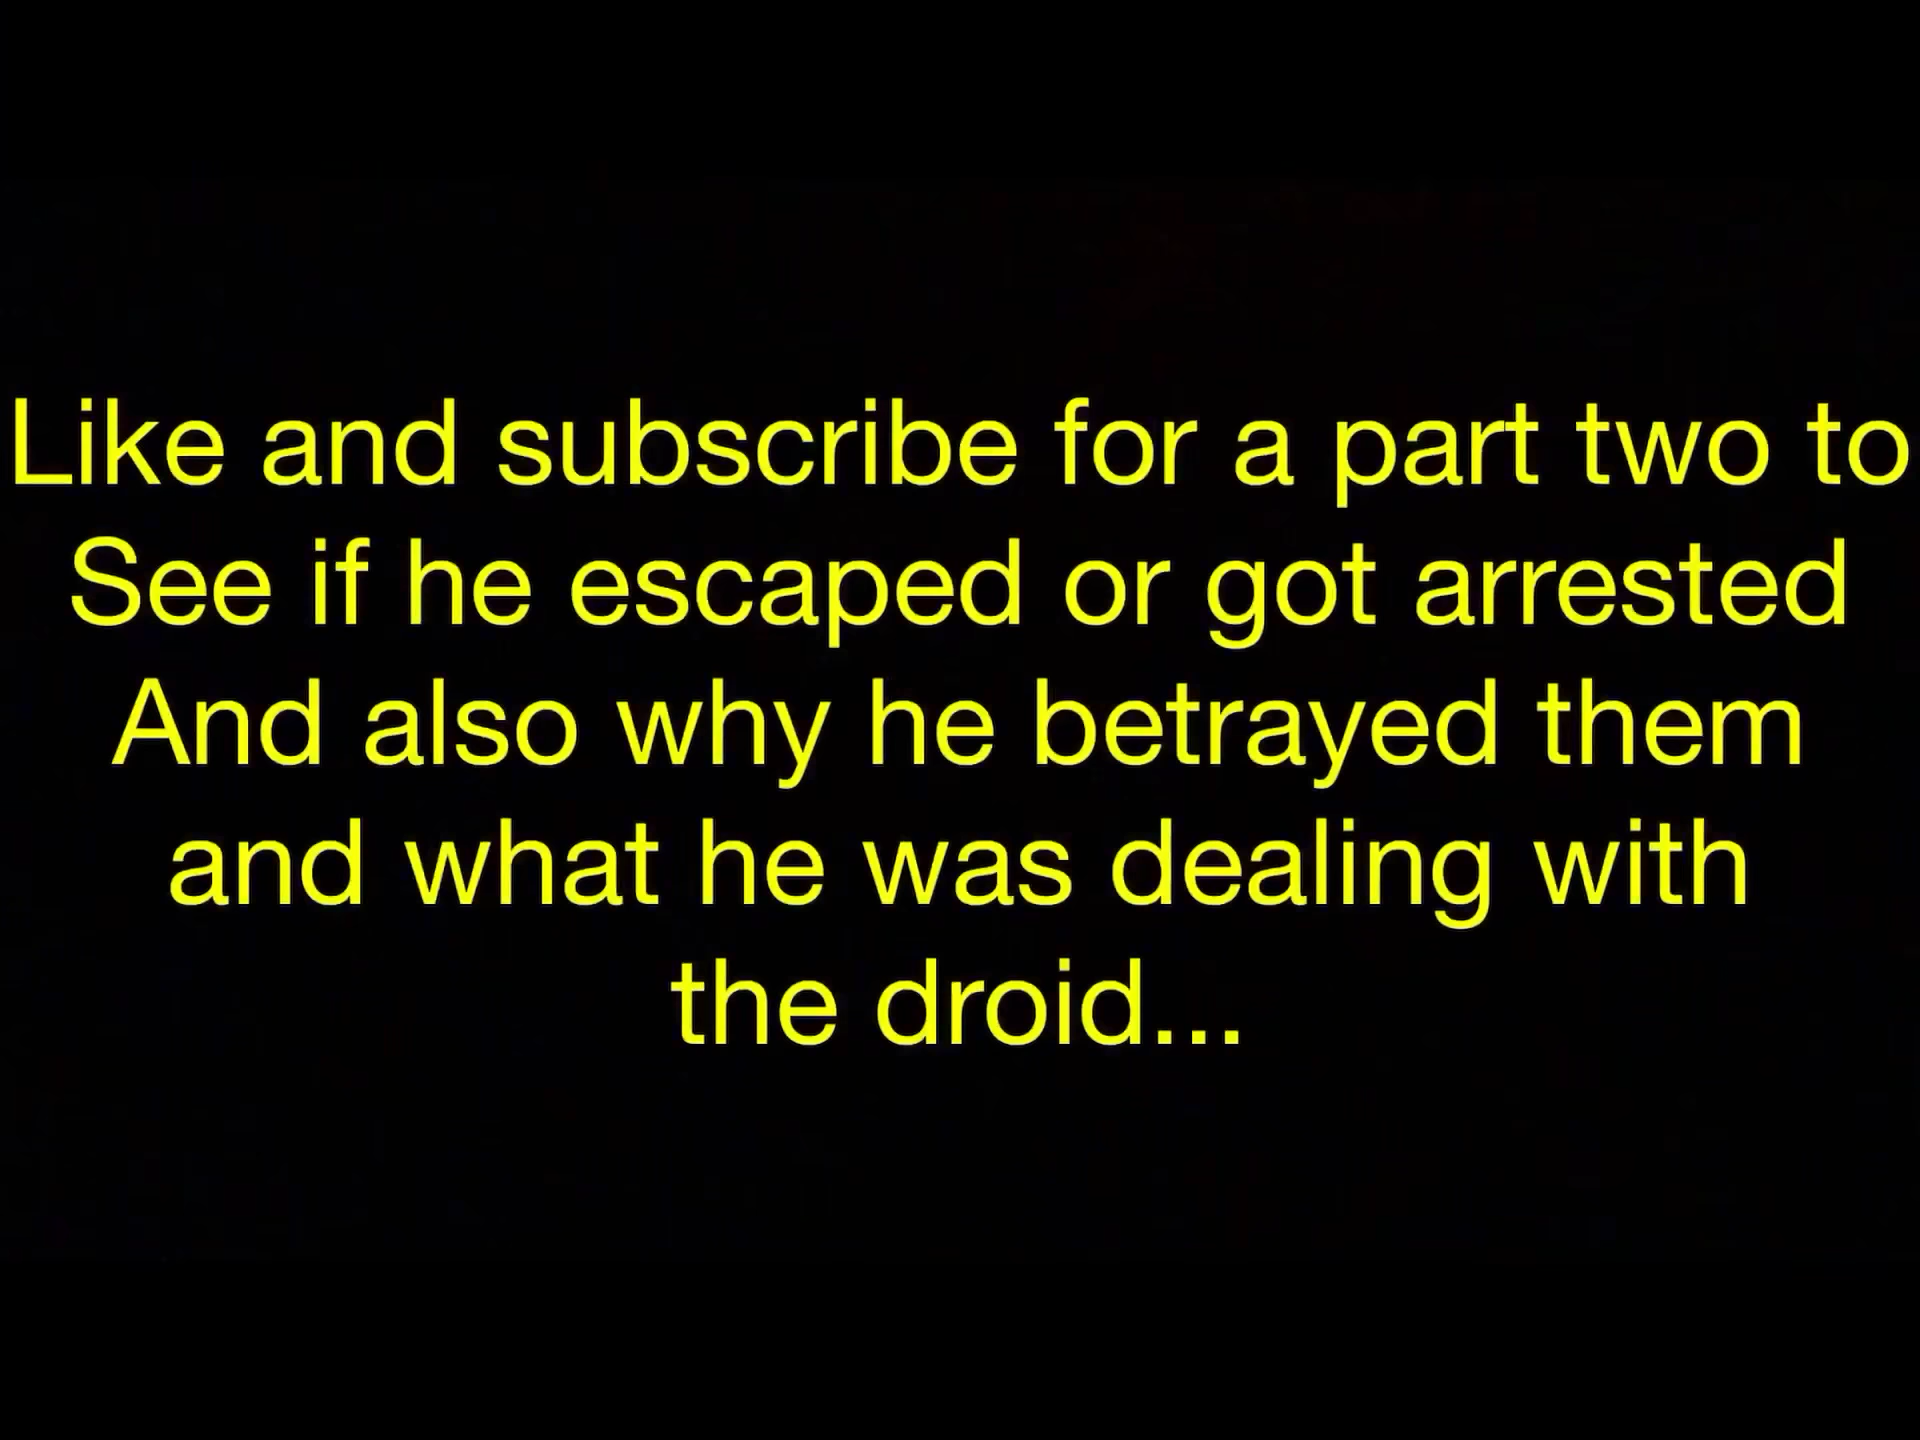 Like and subscribe for a part two to
See if he escaped or got arrested
And also why he betrayed them
and what he was dealing with
the droid...